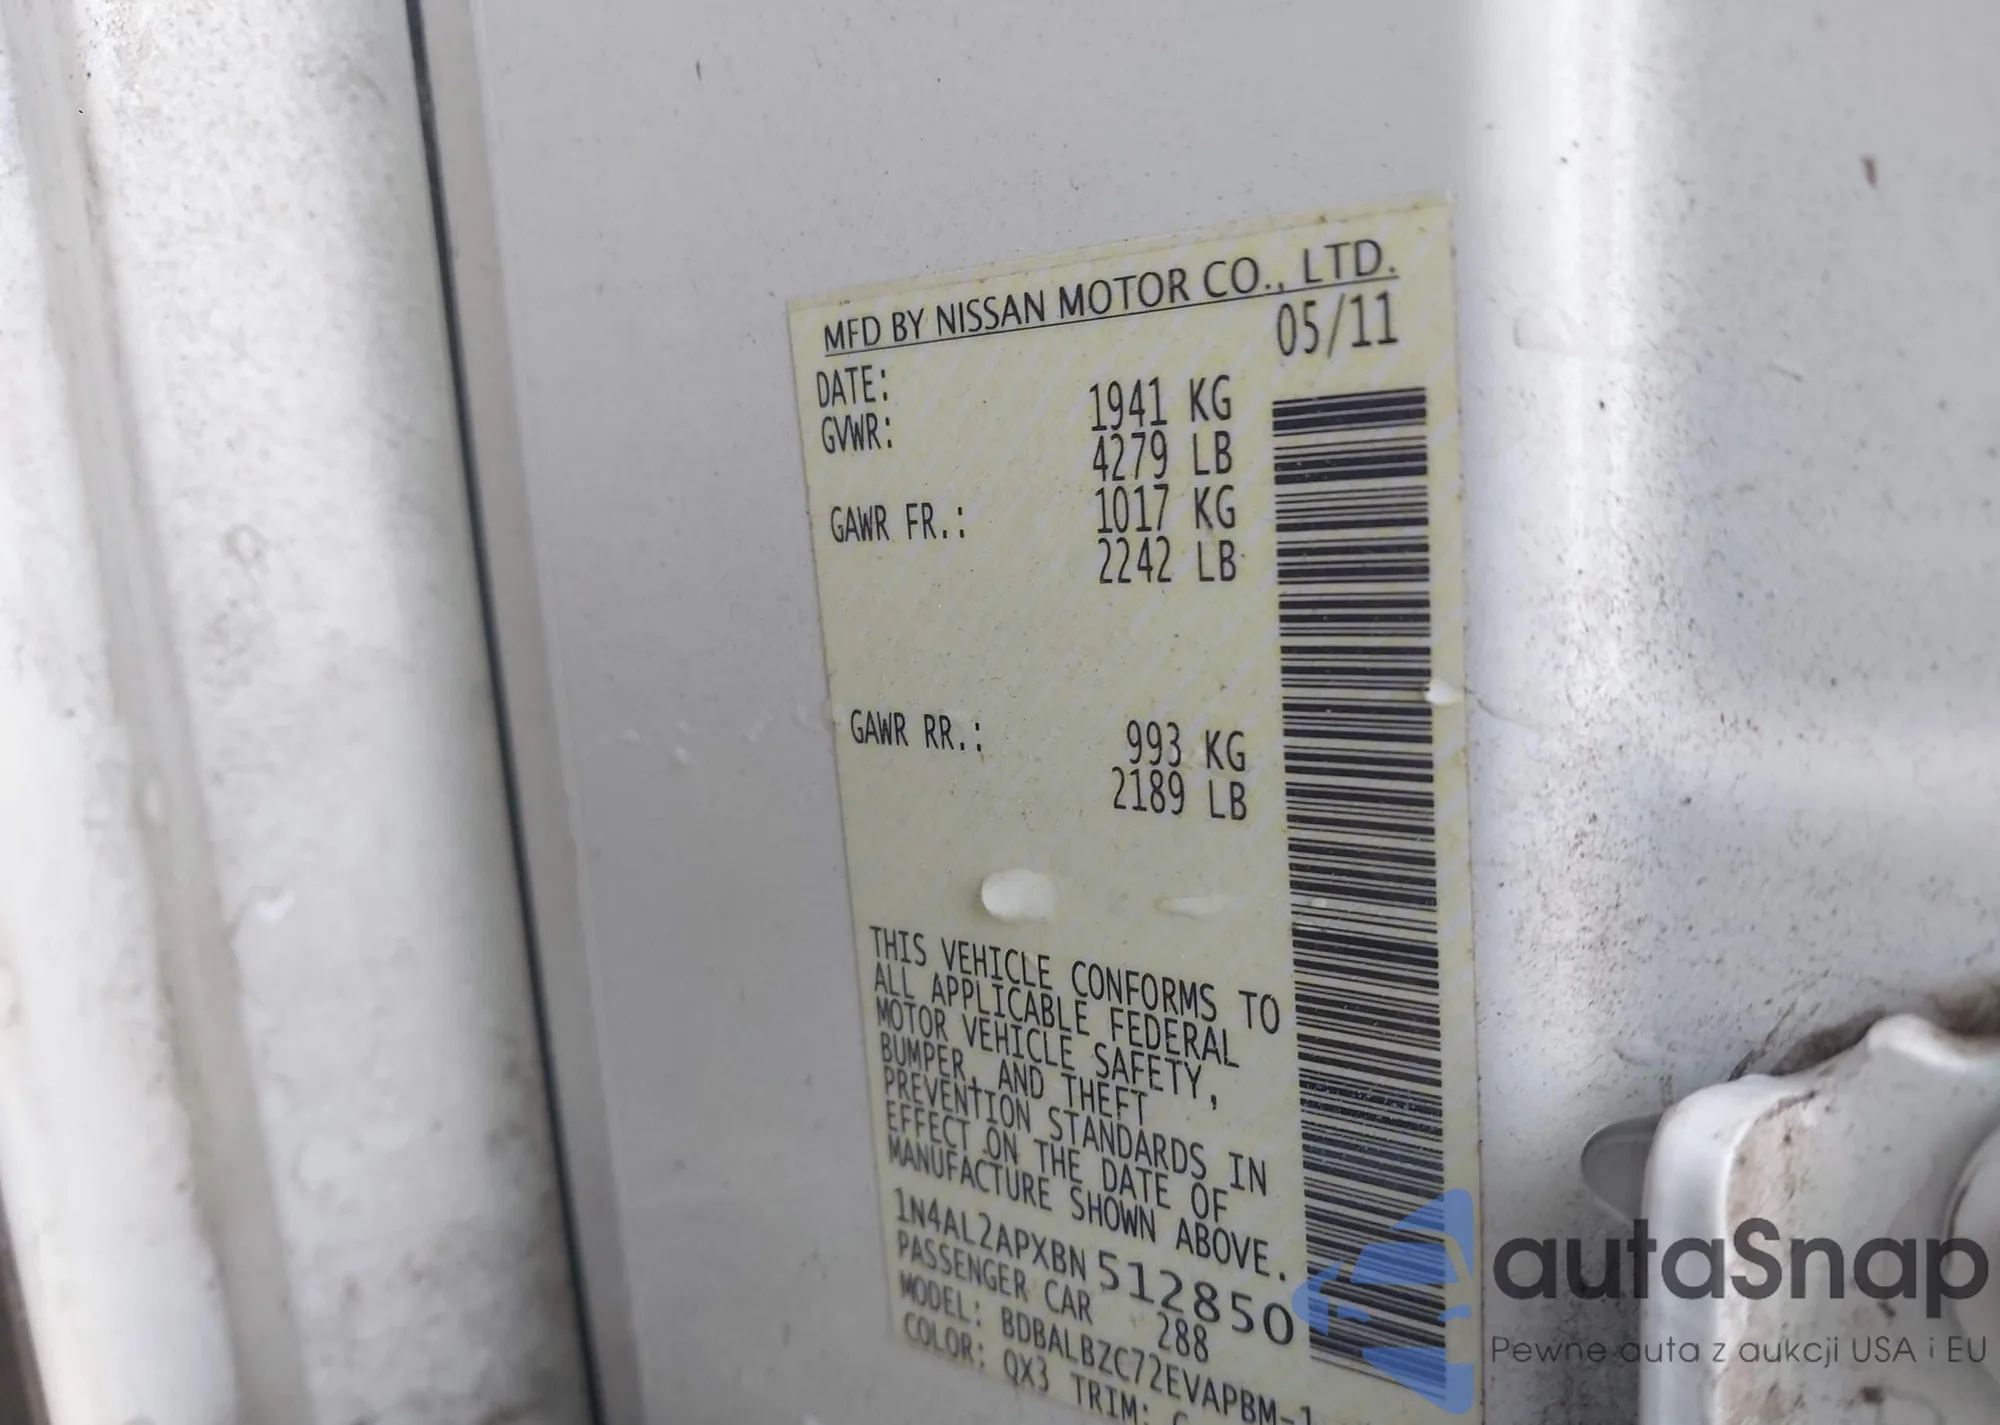 MFD BY NISSAN MOTOR CO., LTD.
DATE: 05/11
GVWR: 1941 KG
4279 LB
GAWR FR.: 1017 KG
2242 LB
GAWR RR.: 993 KG
2189 LB
THIS VEHICLE CONFORMS TO
ALL APPLICABLE FEDERAL
MOTOR VEHICLE SAFETY,
BUMPER, AND THEFT
PREVENTION STANDARDS IN
EFFECT ON THE DATE OF
MANUFACTURE SHOWN ABOVE.
1N4AL2APXBN 512850
PASSENGER CAR 288
MODEL: BDBALBZC72EVAPBM-1
COLOR: QX3 TRIM:
autaSnap
Pewne auta z aukcji USA i EU